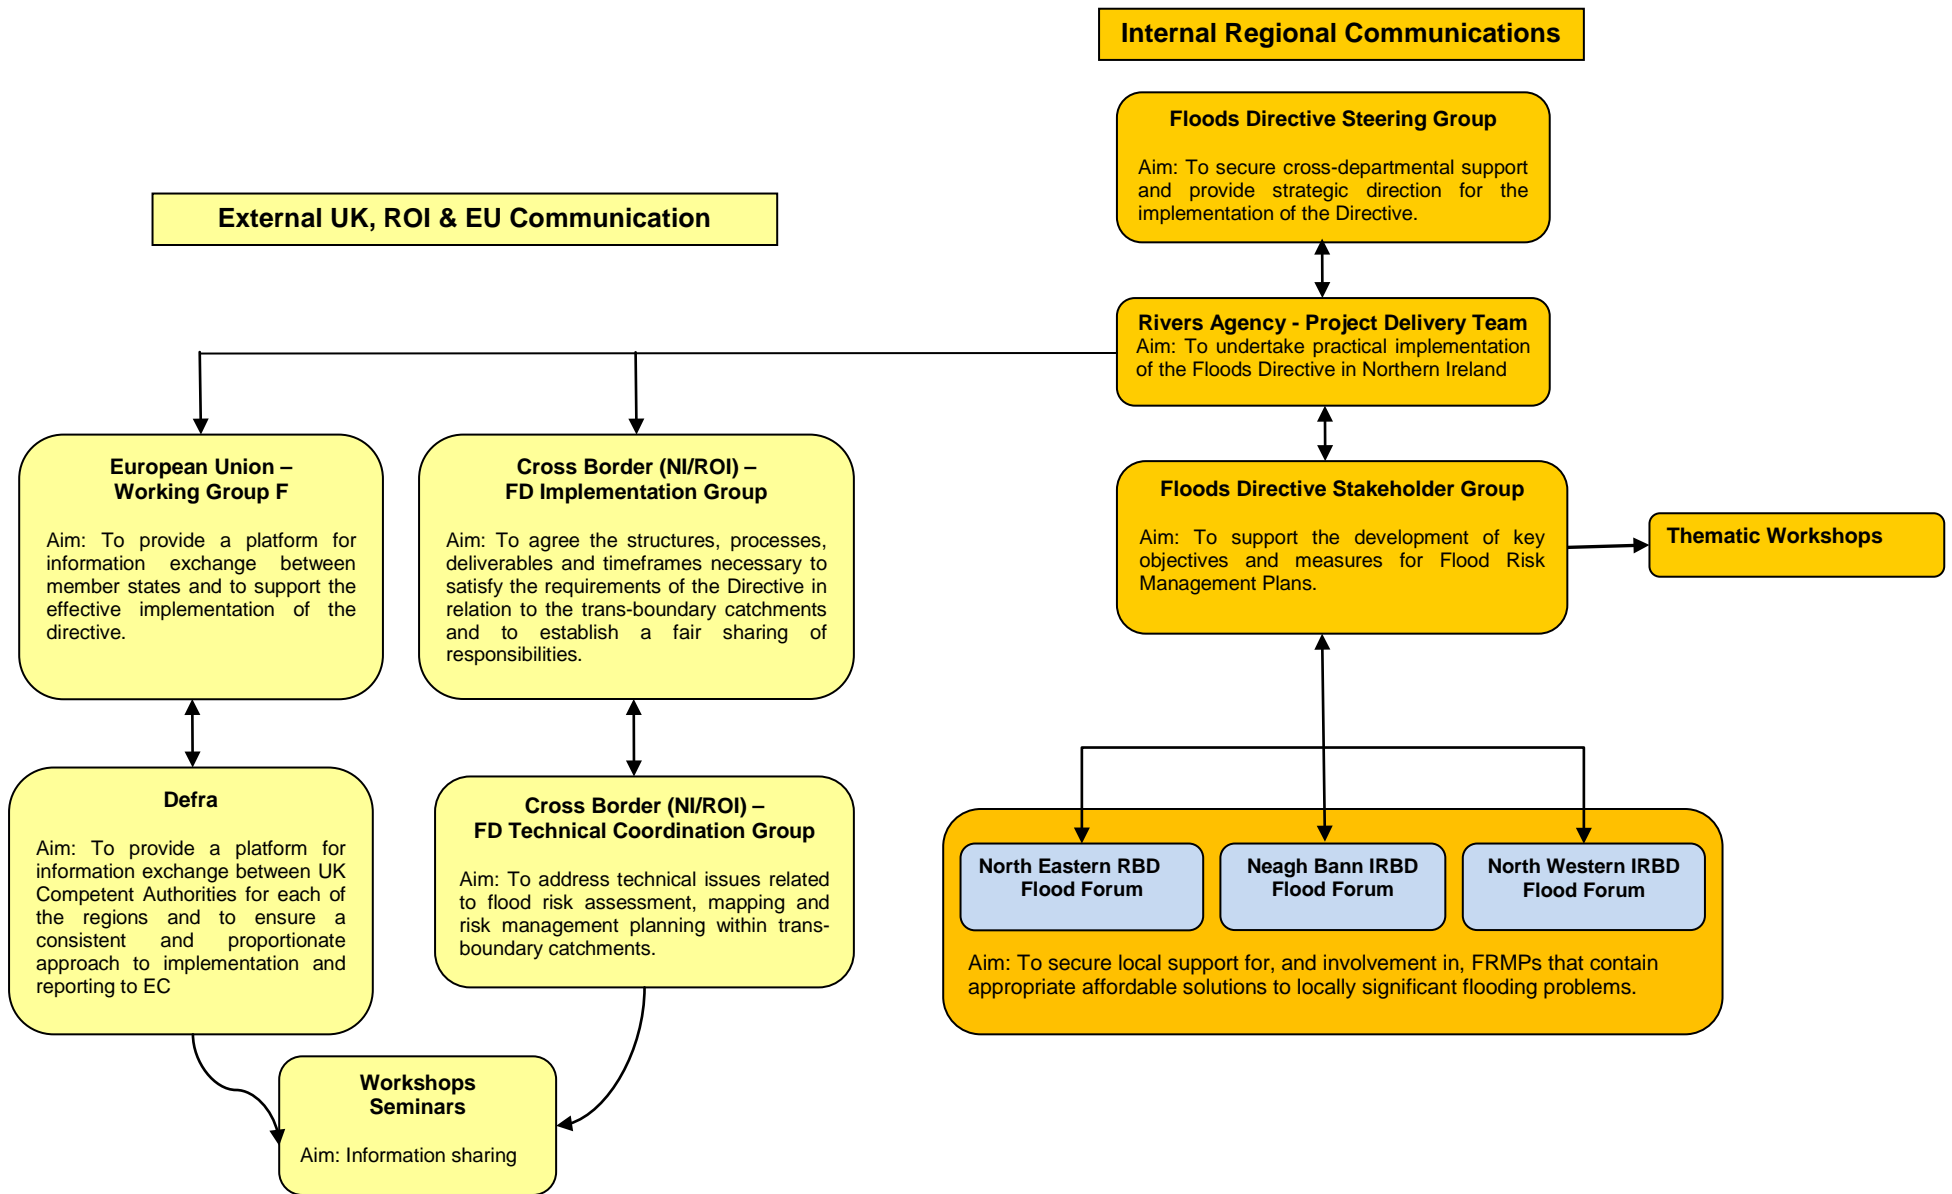 Internal Regional Communications
Floods Directive Steering Group
Aim: To secure cross-departmental support
and provide strategic direction for the
implementation of the Directive.
External UK, ROI & EU Communication
Rivers Agency - Project Delivery Team
Aim: To undertake practical implementation
of the Floods Directive in Northern Ireland
European Union –
Working Group F
Aim: To provide a platform for
information exchange between
member states and to support the
effective implementation of the
directive.
Cross Border (NI/ROI) –
FD Implementation Group
Aim: To agree the structures, processes,
deliverables and timeframes necessary to
satisfy the requirements of the Directive in
relation to the trans-boundary catchments
and to establish a fair sharing of
responsibilities.
Floods Directive Stakeholder Group
Aim: To support the development of key
objectives and measures for Flood Risk
Management Plans.
Thematic Workshops
Defra
Aim: To provide a platform for
information exchange between UK
Competent Authorities for each of
the regions and to ensure a
consistent and proportionate
approach to implementation and
reporting to EC
Cross Border (NI/ROI) –
FD Technical Coordination Group
Aim: To address technical issues related
to flood risk assessment, mapping and
risk management planning within trans-
boundary catchments.
North Eastern RBD
Flood Forum
Neagh Bann IRBD
Flood Forum
North Western IRBD
Flood Forum
Aim: To secure local support for, and involvement in, FRMPs that contain
appropriate affordable solutions to locally significant flooding problems.
Workshops
Seminars
Aim: Information sharing